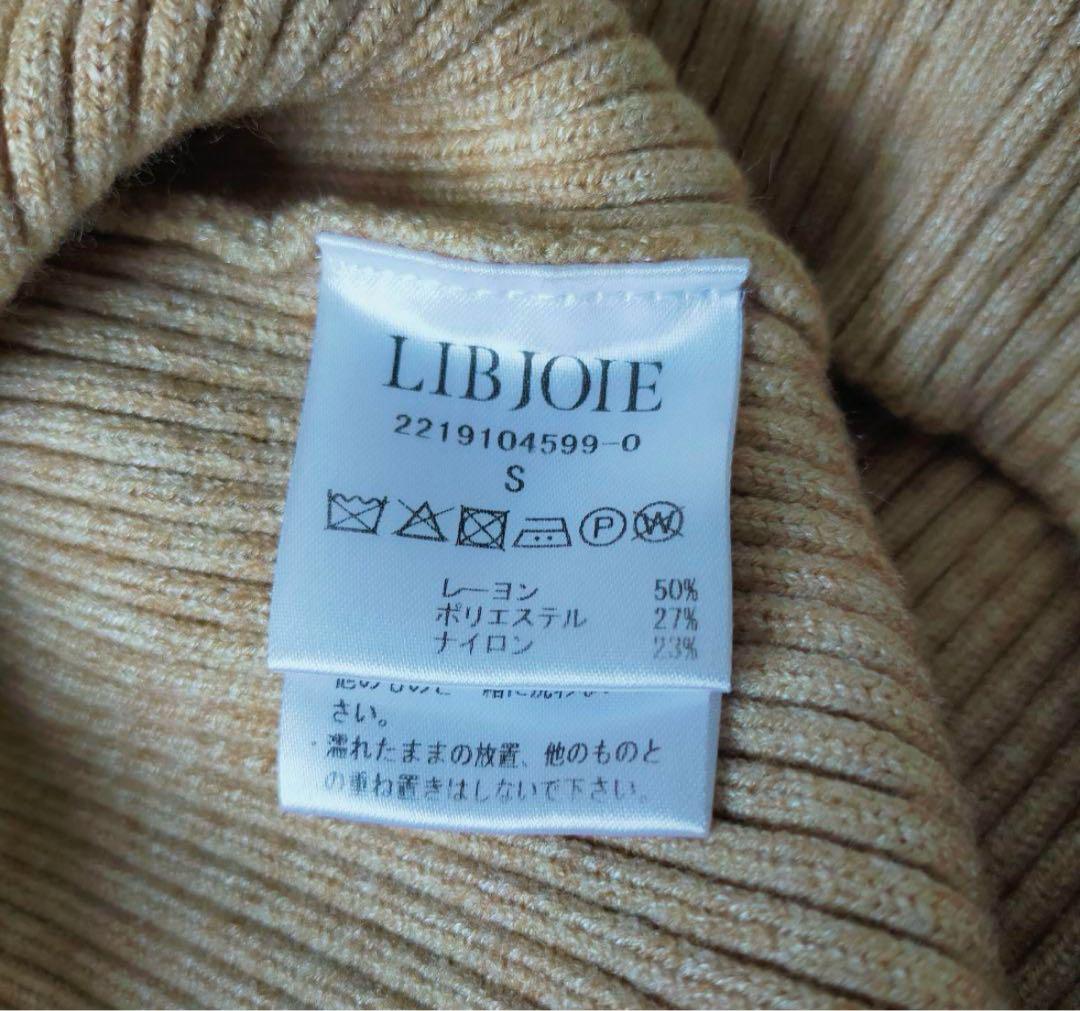 LIBJOIE
2219104599-0
S
P
W
レーヨン 50%
ポリエステル 27%
ナイロン 23%
さい。
濡れたままの放置、他のものと
の重ね置きはしないで下さい。